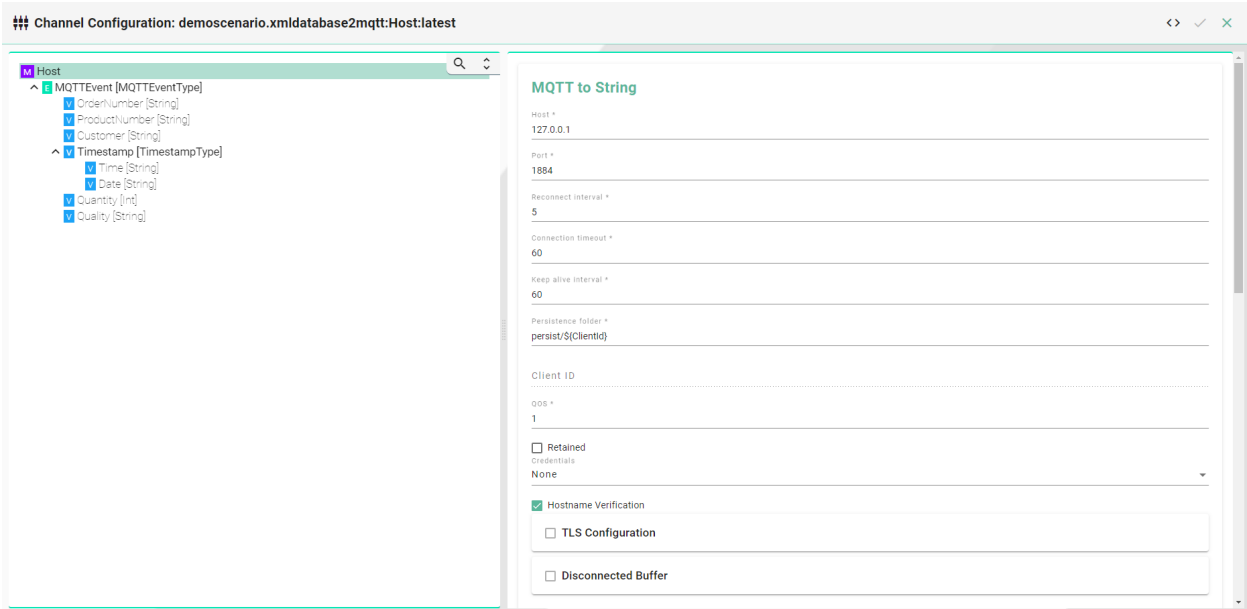 Channel Configuration: demoscenario.xmldatabase2mqtt:Host:latest
M Host
E MQTTEvent [MQTTEventType]
V OrderNumber [String]
V ProductNumber [String]
V Customer [String]
V Timestamp [TimestampType]
V Time [String]
V Date [String]
V Quantity [Int]
V Quality [String]
MQTT to String
Host *
127.0.0.1
Port *
1884
Reconnect interval *
5
Connection timeout *
60
Keep alive interval *
60
Persistence folder *
persist/${ClientId}
Client ID
QOS *
1
Retained
Credentials
None
Hostname Verification
TLS Configuration
Disconnected Buffer